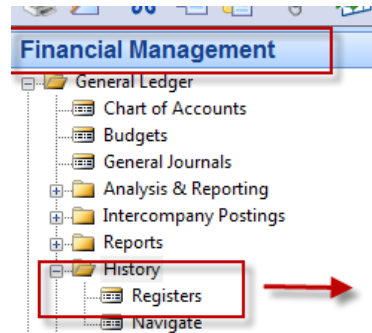 Financial Management
General Ledger
Chart of Accounts
Budgets
General Journals
Analysis & Reporting
Intercompany Postings
Reports
History
Registers
Navigate